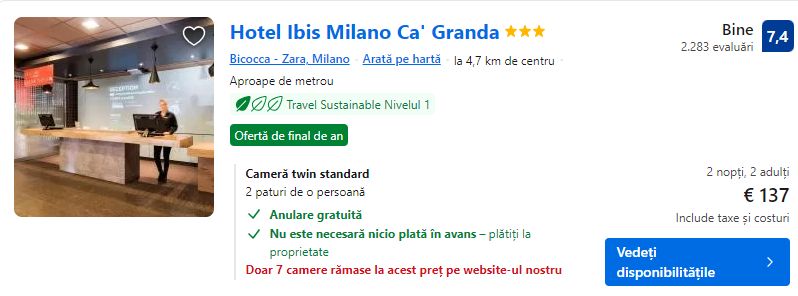 Hotel Ibis Milano Ca' Granda
Bicocca - Zara, Milano · Arată pe hartă · la 4,7 km de centru ·
Aproape de metrou
Travel Sustainable Nivelul 1
Ofertă de final de an
Bine
2.283 evaluări
7,4
Cameră twin standard
2 paturi de o persoană
Anulare gratuită
Nu este necesară nicio plată în avans – plătiți la
proprietate
Doar 7 camere rămase la acest preț pe website-ul nostru
2 nopți, 2 adulți
€ 137
Include taxe și costuri
Vedeți
disponibilitățile